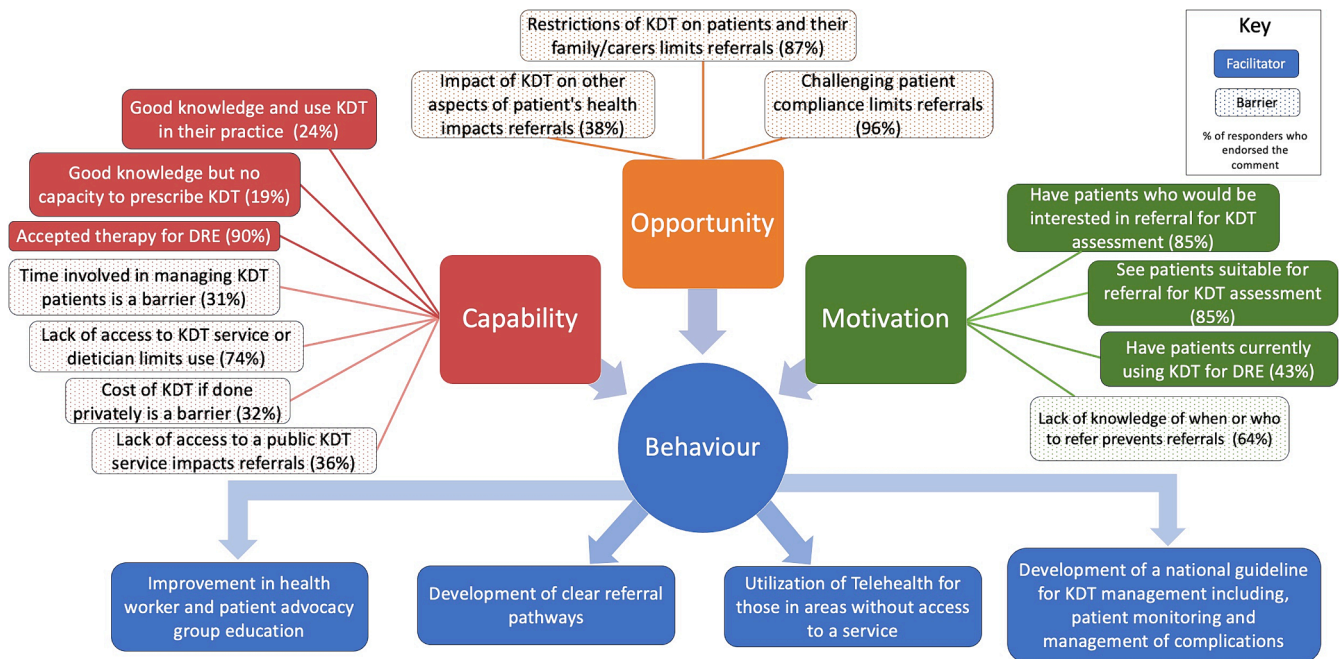 Restrictions of KDT on patients and their
family/carers limits referrals (87%)
Key
Facilitator
Barrier
% of responders who
endorsed the
comment
Impact of KDT on other
aspects of patient's health
impacts referrals (38%)
Challenging patient
compliance limits referrals
(96%)
Good knowledge and use KDT
in their practice (24%)
Good knowledge but no
capacity to prescribe KDT (19%)
Accepted therapy for DRE (90%)
Time involved in managing KDT
patients is a barrier (31%)
Lack of access to KDT service or
dietician limits use (74%)
Cost of KDT if done
privately is a barrier (32%)
Lack of access to a public KDT
service impacts referrals (36%)
Capability
Opportunity
Motivation
Have patients who would be
interested in referral for KDT
assessment (85%)
See patients suitable for
referral for KDT assessment
(85%)
Have patients currently
using KDT for DRE (43%)
Lack of knowledge of when or who
to refer prevents referrals (64%)
Behaviour
Improvement in health
worker and patient advocacy
group education
Development of clear referral
pathways
Utilization of Telehealth for
those in areas without access
to a service
Development of a national guideline
for KDT management including,
patient monitoring and
management of complications